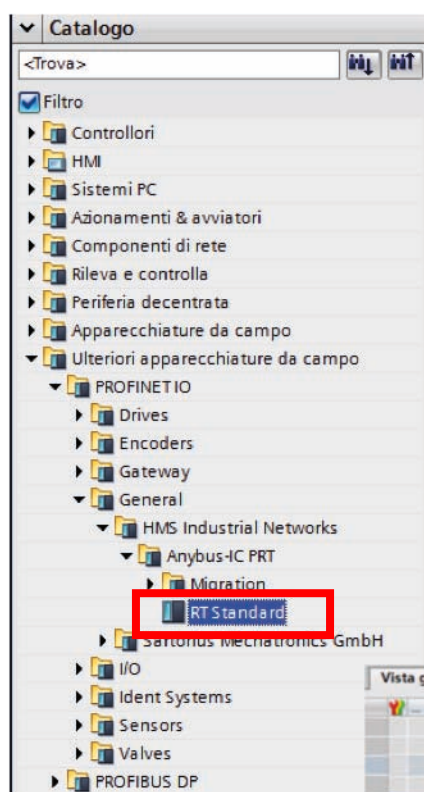 Catalogo
<Trova>
Filtro
Controllori
HMI
Sistemi PC
Azionamenti & avviatori
Componenti di rete
Rileva e controlla
Periferia decentrata
Apparecchiature da campo
Ulteriori apparecchiature da campo
PROFINET IO
Drives
Encoders
Gateway
General
HMS Industrial Networks
Anybus-IC PRT
Migration
RT Standard
Sartorius Mechatronics GmbH
I/O
Ident Systems
Sensors
Valves
PROFIBUS DP
Vista g